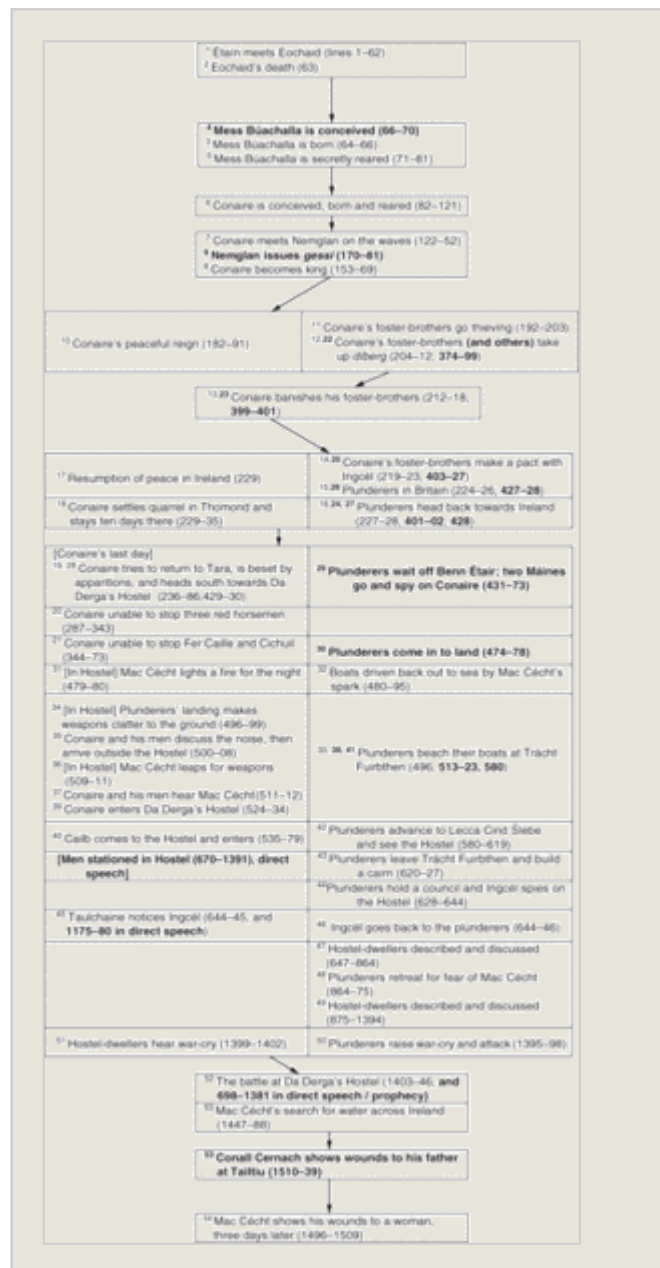 1 Étain meets Eochaid (lines 1–62)
2 Eochaid's death (63)
4 Mess Búachalla is conceived (66–70)
3 Mess Búachalla is born (64–66)
5 Mess Búachalla is secretly reared (71–81)
6 Conaire is conceived, born and reared (82–121)
7 Conaire meets Nemglan on the waves (122–52)
9 Nemglan issues gessi (170–81)
8 Conaire becomes king (153–69)
10 Conaire's peaceful reign (182–91)
11 Conaire's foster-brothers go thieving (192–203)
12, 22 Conaire's foster-brothers (and others) take
up díberg (204–12, 374–99)
13, 23 Conaire banishes his foster-brothers (212–18,
399–401)
17 Resumption of peace in Ireland (229)
18 Conaire settles quarrel in Thomond and
stays ten days there (229–35)
14, 25 Conaire's foster-brothers make a pact with
Ingcél (219–23, 403–27)
15, 26 Plunderers in Britain (224–26, 427–28)
16, 24, 27 Plunderers head back towards Ireland
(227–28, 401–02, 428)
[Conaire's last day]
19, 28 Conaire tries to return to Tara, is beset by
apparitions, and heads south towards Da
Derga's Hostel (236–86,429–30)
29 Plunderers wait off Benn Étair; two Maines
go and spy on Conaire (431–73)
20 Conaire unable to stop three red horsemen
(287–343)
21 Conaire unable to stop Fer Caille and Cichuil
(344–73)
30 Plunderers come in to land (474–78)
31 [In Hostel] Mac Cécht lights a fire for the night
(479–80)
32 Boats driven back out to sea by Mac Cécht's
spark (480–95)
34 [In Hostel] Plunderers' landing makes
weapons clatter to the ground (496–99)
35 Conaire and his men discuss the noise, then
arrive outside the Hostel (500–08)
36 [In Hostel] Mac Cécht leaps for weapons
(509–11)
37 Conaire and his men hear Mac Cécht(511–12)
39 Conaire enters Da Derga's Hostel (524–34)
33, 38, 41 Plunderers beach their boats at Trácht
Fuirbthen (496, 513–23, 580)
40 Cailb comes to the Hostel and enters (535–79)
42 Plunderers advance to Lecca Cind Slébe
and see the Hostel (580–619)
[Men stationed in Hostel (670–1391), direct
speech]
43 Plunderers leave Trácht Fuirbthen and build
a cairn (620–27)
44 Plunderers hold a council and Ingcél spies on
the Hostel (628–644)
45 Taulchaine notices Ingcél (644–45, and
1175–80 in direct speech)
46 Ingcél goes back to the plunderers (644–46)
47 Hostel-dwellers described and discussed
(647–864)
48 Plunderers retreat for fear of Mac Cécht
(864–75)
49 Hostel-dwellers described and discussed
(875–1394)
51 Hostel-dwellers hear war-cry (1399–1402)
50 Plunderers raise war-cry and attack (1395–98)
52 The battle at Da Derga's Hostel (1403–46, and
698–1381 in direct speech / prophecy)
53 Mac Cécht's search for water across Ireland
(1447–88)
Conall Cernach shows wounds to his father
at Tailtiu (1510–39)
54 Mac Cécht shows his wounds to a woman,
three days later (1496–1509)